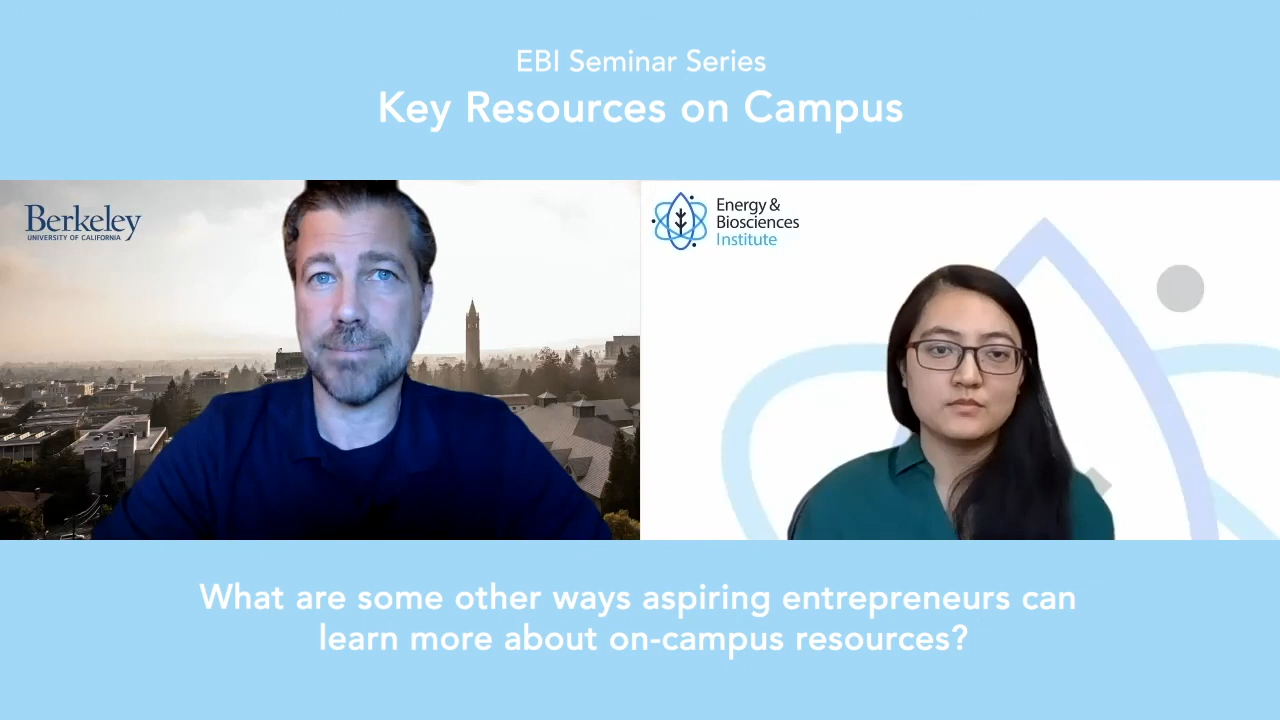 EBI Seminar Series
Key Resources on Campus
Berkeley
UNIVERSITY OF CALIFORNIA
Energy &
Biosciences
Institute
What are some other ways aspiring entrepreneurs can
learn more about on-campus resources?